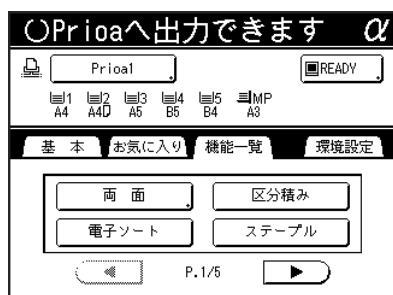 Prioaへ出力できます α
Prioa1 READY
1 2 3 4 5 MP
A4 A4 A5 B5 B4 A3
基 本 お気に入り 機能一覧 環境設定
両 面 区分積み
電子ソート ステープル
P.1/5